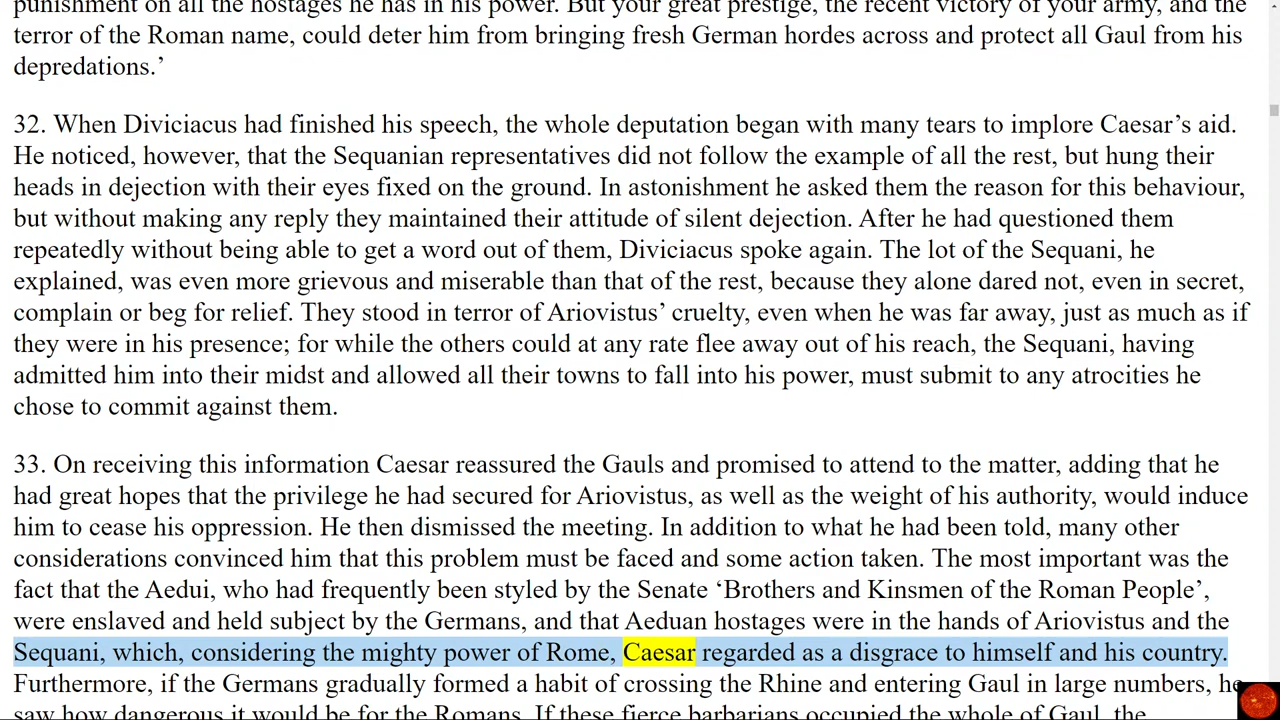 punishment on all the hostages he has in his power. But your great prestige, the recent victory of your army, and the
terror of the Roman name, could deter him from bringing fresh German hordes across and protect all Gaul from his
depredations.’
32. When Diviciacus had finished his speech, the whole deputation began with many tears to implore Caesar’s aid.
He noticed, however, that the Sequanian representatives did not follow the example of all the rest, but hung their
heads in dejection with their eyes fixed on the ground. In astonishment he asked them the reason for this behaviour,
but without making any reply they maintained their attitude of silent dejection. After he had questioned them
repeatedly without being able to get a word out of them, Diviciacus spoke again. The lot of the Sequani, he
explained, was even more grievous and miserable than that of the rest, because they alone dared not, even in secret,
complain or beg for relief. They stood in terror of Ariovistus’ cruelty, even when he was far away, just as much as if
they were in his presence; for while the others could at any rate flee away out of his reach, the Sequani, having
admitted him into their midst and allowed all their towns to fall into his power, must submit to any atrocities he
chose to commit against them.
33. On receiving this information Caesar reassured the Gauls and promised to attend to the matter, adding that he
had great hopes that the privilege he had secured for Ariovistus, as well as the weight of his authority, would induce
him to cease his oppression. He then dismissed the meeting. In addition to what he had been told, many other
considerations convinced him that this problem must be faced and some action taken. The most important was the
fact that the Aedui, who had frequently been styled by the Senate ‘Brothers and Kinsmen of the Roman People’,
were enslaved and held subject by the Germans, and that Aeduan hostages were in the hands of Ariovistus and the
Sequani, which, considering the mighty power of Rome, Caesar regarded as a disgrace to himself and his country.
Furthermore, if the Germans gradually formed a habit of crossing the Rhine and entering Gaul in large numbers, he
saw how dangerous it would be for the Romans. If these fierce barbarians occupied the whole of Gaul, the